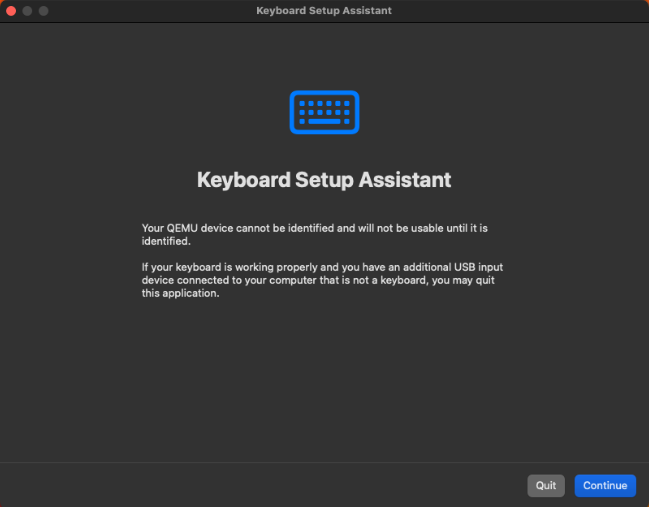 Keyboard Setup Assistant
Keyboard Setup Assistant
Your QEMU device cannot be identified and will not be usable until it is
identified.
If your keyboard is working properly and you have an additional USB input
device connected to your computer that is not a keyboard, you may quit
this application.
Quit
Continue